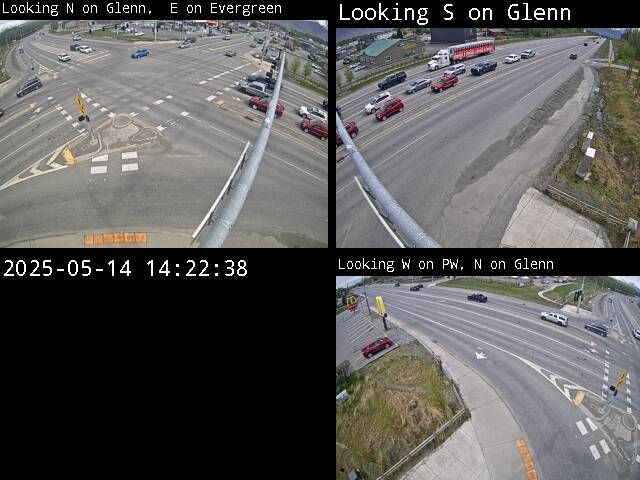 Looking N on Glenn, E on Evergreen
Looking S on Glenn
2025-05-14 14:22:38
Looking W on PW, N on Glenn